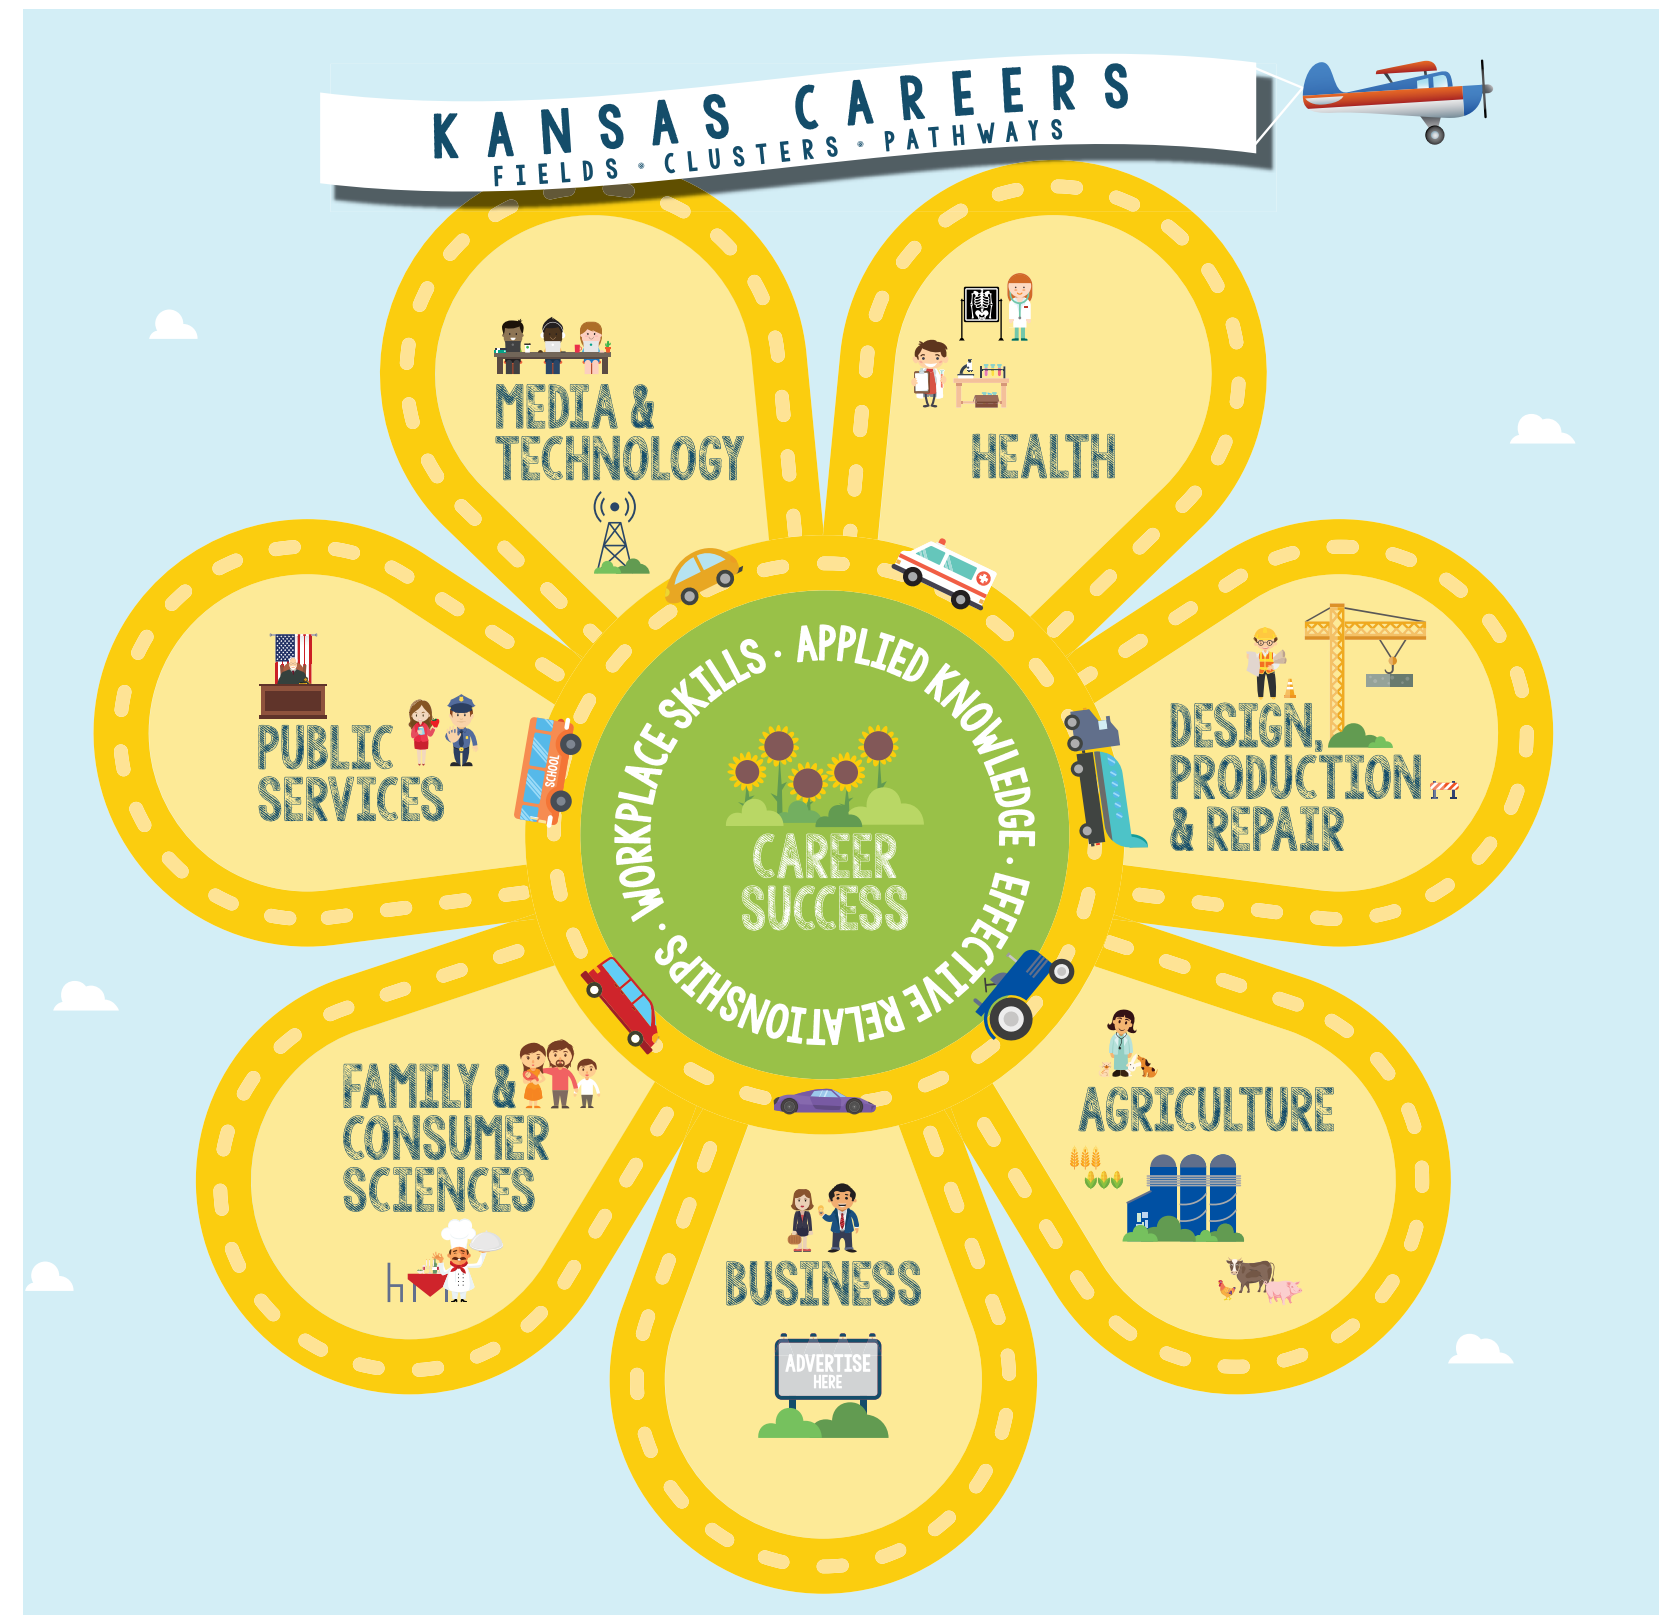 KANSAS CAREERS
FIELDS • CLUSTERS • PATHWAYS
MEDIA &
TECHNOLOGY
HEALTH
PUBLIC
SERVICES
DESIGN,
PRODUCTION
& REPAIR
SCHOOL
WORKPLACE SKILLS · APPLIED KNOWLEDGE · EFFECTIVE RELATIONSHIPS ·
CAREER
SUCCESS
FAMILY &
CONSUMER
SCIENCES
AGRICULTURE
BUSINESS
ADVERTISE
HERE